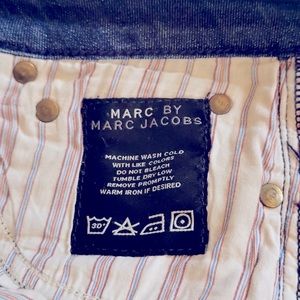 MARC BY
MARC JACOBS
MACHINE WASH COLD
WITH LIKE COLORS
DO NOT BLEACH
TUMBLE DRY LOW
REMOVE PROMPTLY
WARM IRON IF DESIRED
30°